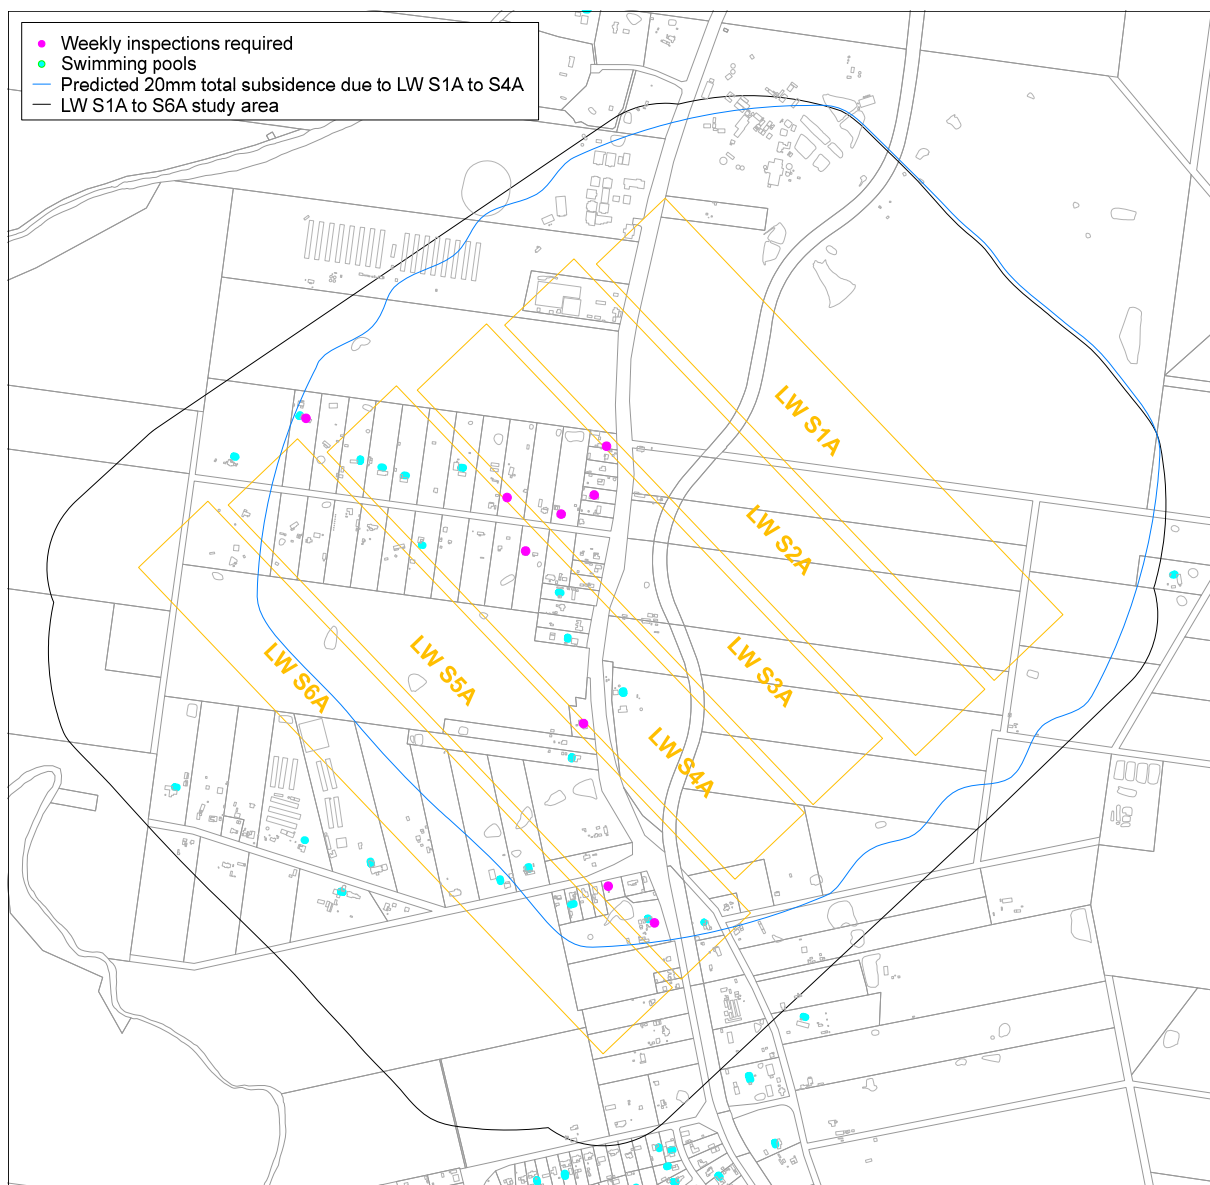 Weekly inspections required
Swimming pools
Predicted 20mm total subsidence due to LW S1A to S4A
LW S1A to S6A study area
LW S1A
LW S2A
LW S3A
LW S4A
LW S5A
LW S6A